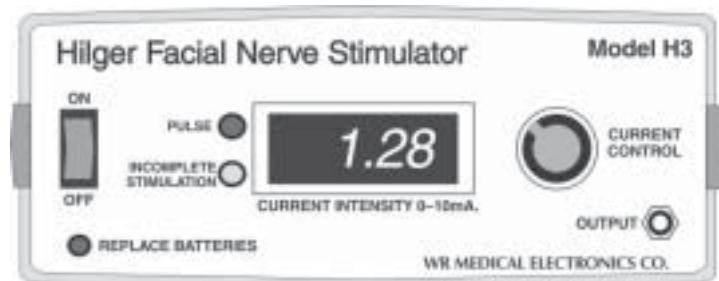 Hilger Facial Nerve Stimulator Model H3
ON
PULSE
1.28
CURRENT
CONTROL
INCOMPLETE
STIMULATION
OFF
CURRENT INTENSITY 0–10mA.
OUTPUT
REPLACE BATTERIES
WR MEDICAL ELECTRONICS CO.